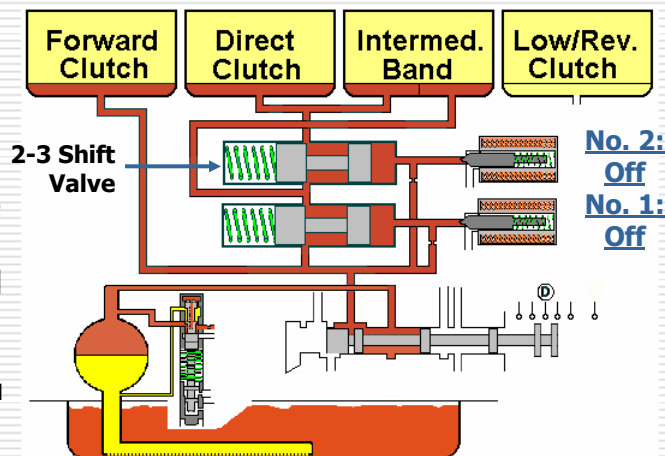 Forward
Clutch
Direct
Clutch
Intermed.
Band
Low/Rev.
Clutch
2-3 Shift
Valve
No. 2:
Off
No. 1:
Off
D